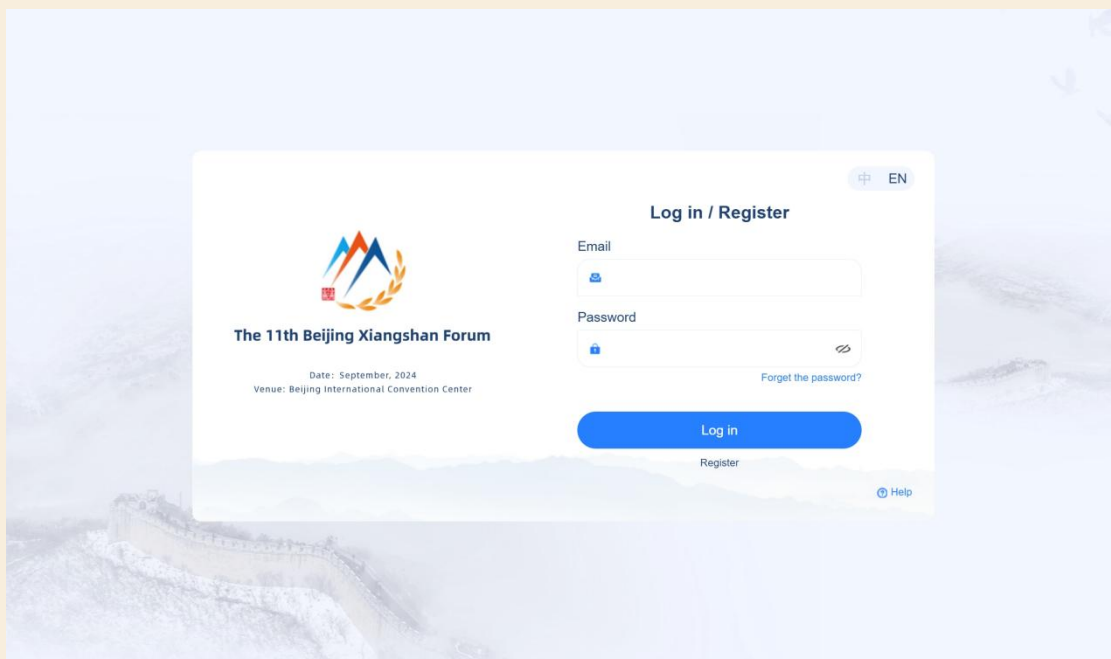 中 EN
Log in / Register
Email
Password
Forget the password?
Log in
Register
Help
The 11th Beijing Xiangshan Forum
Date: September, 2024
Venue: Beijing International Convention Center